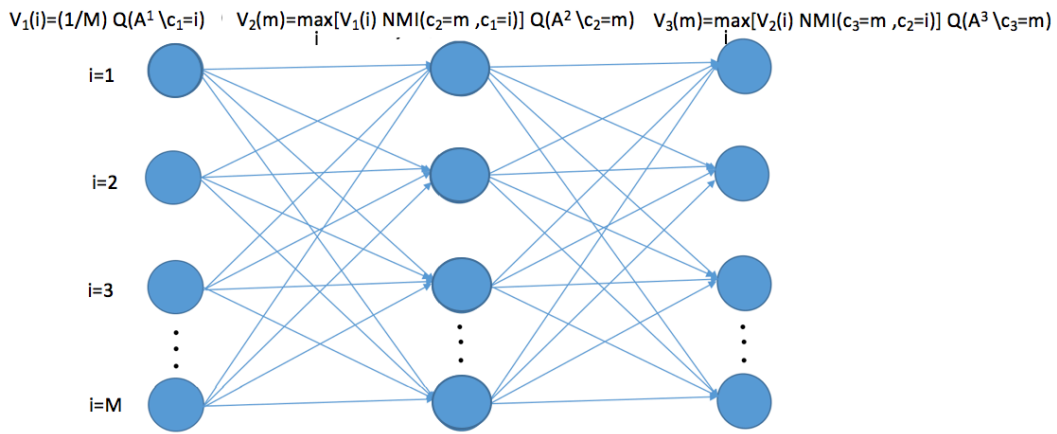 V₁(i)=(1/M) Q(A¹ \c₁=i) V₂(m)=max[V₁(i) NMI(c₂=m ,c₁=i)] Q(A² \c₂=m) V₃(m)=max[V₂(i) NMI(c₃=m ,c₂=i)] Q(A³ \c₃=m)
i i
i=1
i=2
i=3
i=M